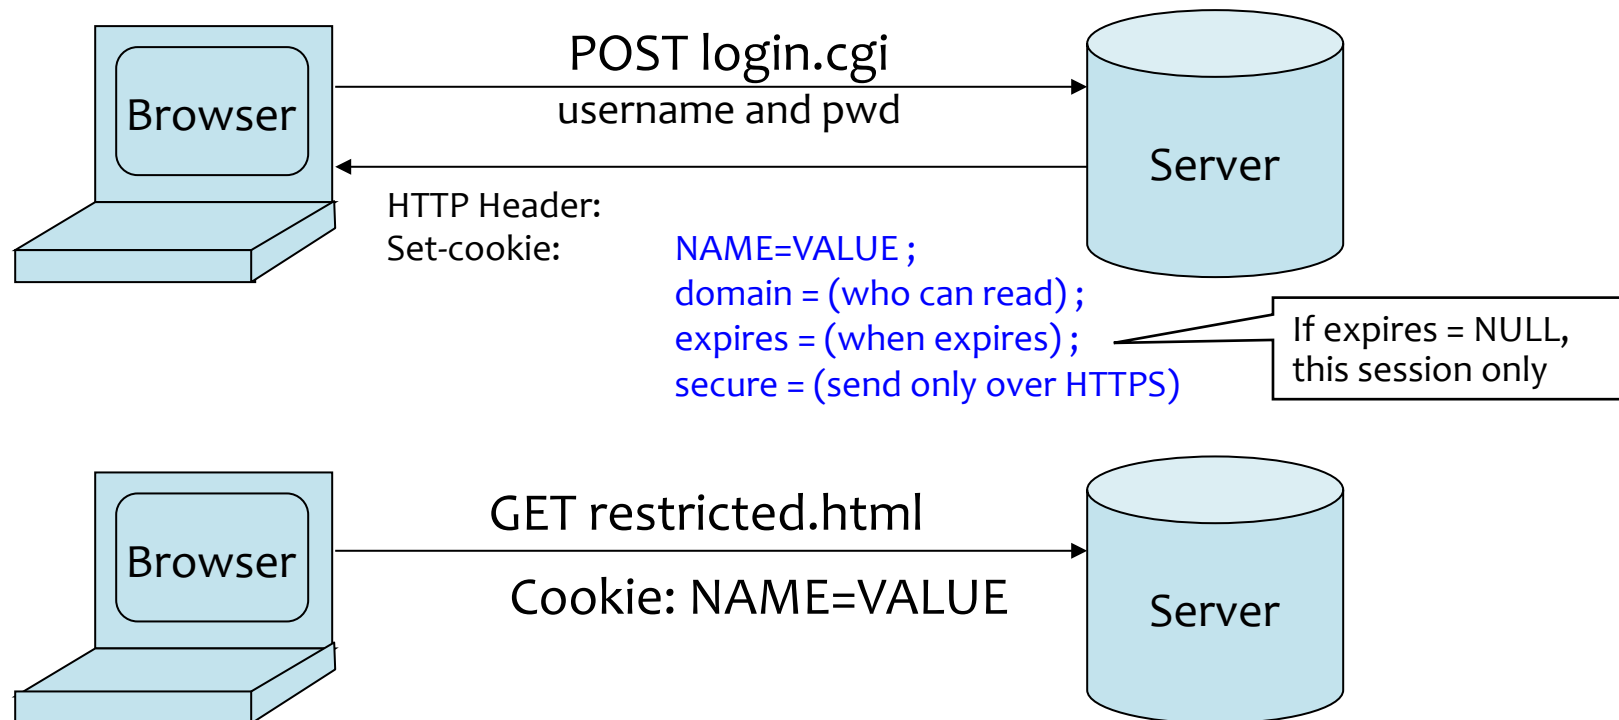 POST login.cgi
Browser
username and pwd
Server
HTTP Header:
Set-cookie: NAME=VALUE ;
domain = (who can read) ;
expires = (when expires) ;
secure = (send only over HTTPS)
If expires = NULL,
this session only
GET restricted.html
Browser
Cookie: NAME=VALUE
Server